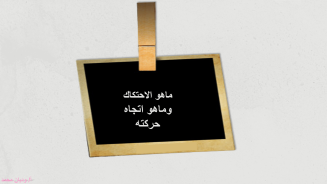 ماهو الاحتكاك
وماهو اتجاه
حركته